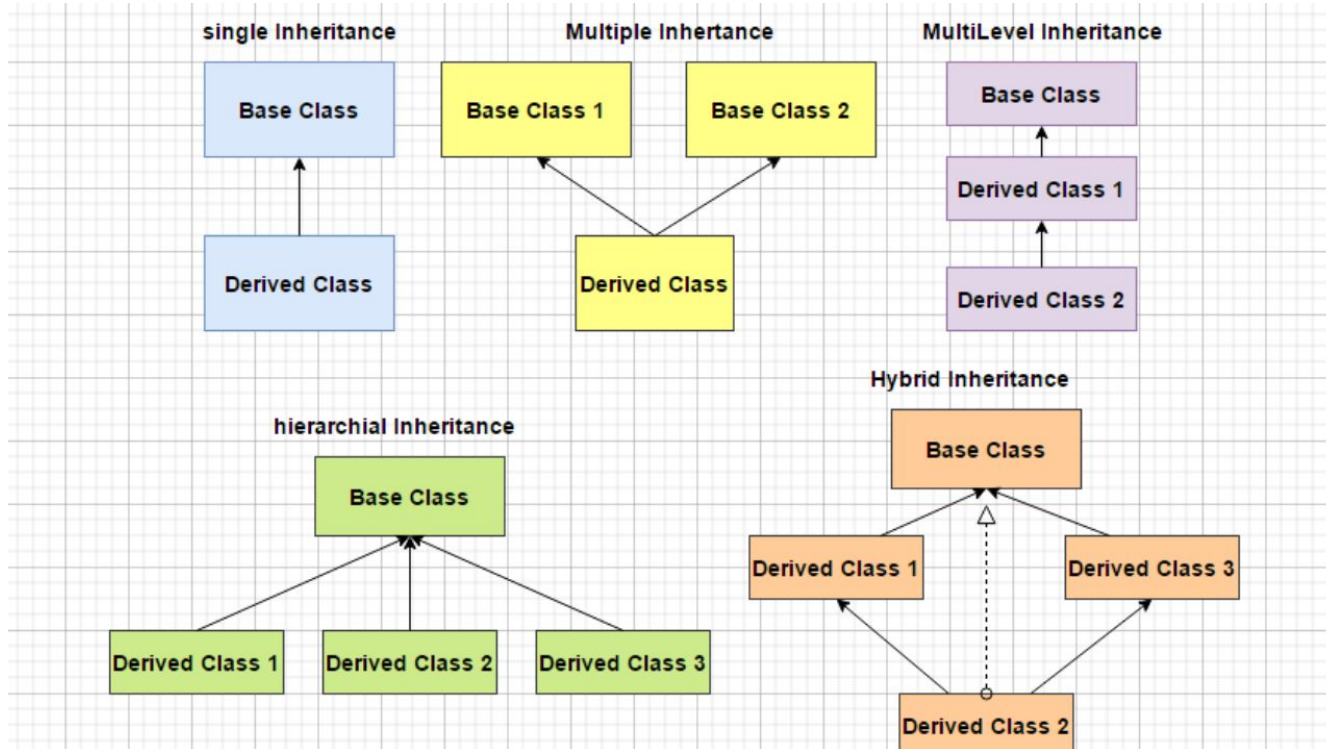 single Inheritance
Multiple Inhertance
MultiLevel Inheritance
Base Class
Base Class 1
Base Class 2
Base Class
Derived Class 1
Derived Class
Derived Class
Derived Class 2
hierarchial Inheritance
Hybrid Inheritance
Base Class
Base Class
Derived Class 1
Derived Class 3
Derived Class 1
Derived Class 2
Derived Class 3
Derived Class 2